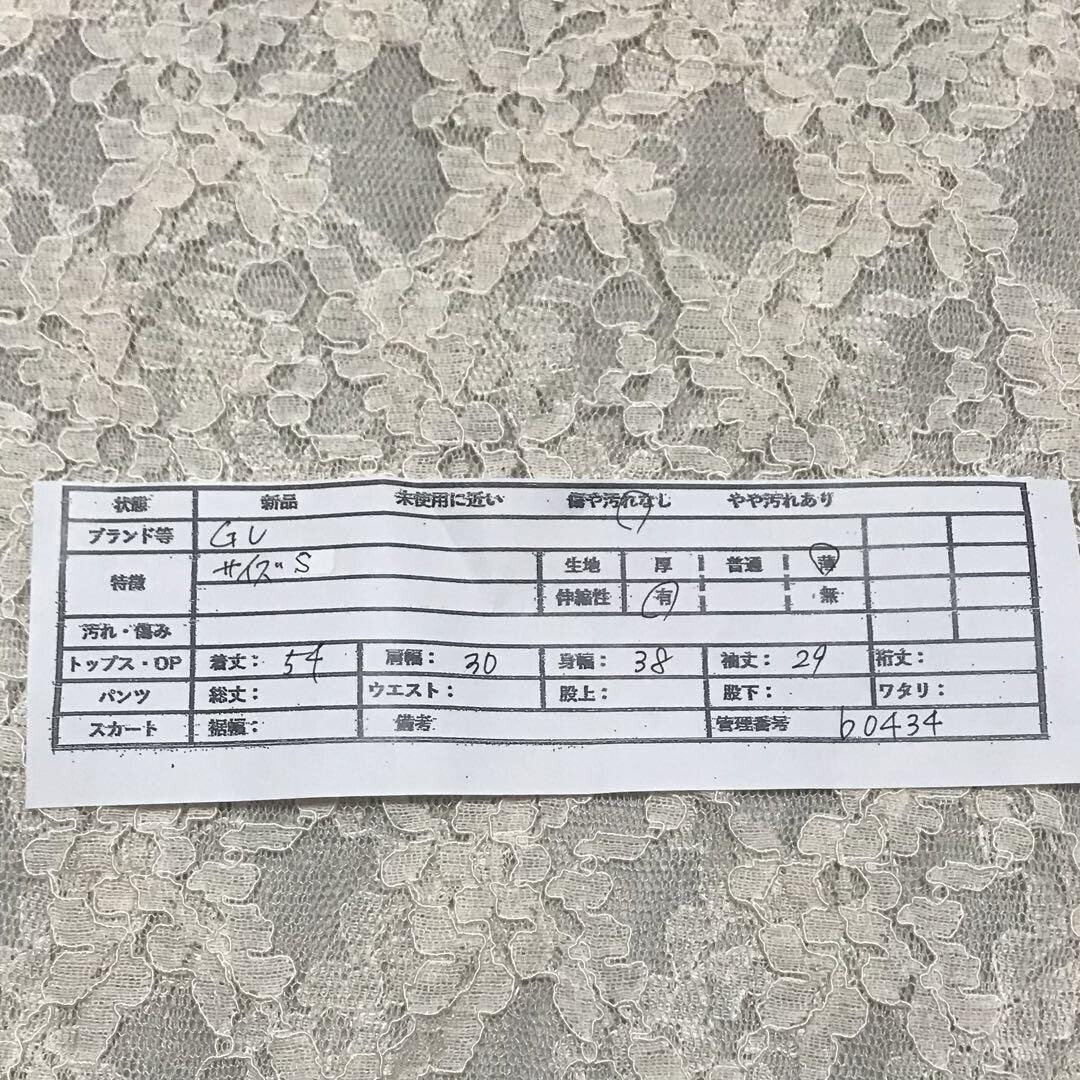 状態 新品 未使用に近い 傷や汚れなし やや汚れあり
ブランド等 GU
特徴 サイズS 生地 厚 普通 薄
伸縮性 有 無
汚れ・傷み
トップス・OP 着丈: 54 肩幅: 30 身幅: 38 袖丈: 29 裄丈:
パンツ 総丈: ウエスト: 股上: 股下: ワタリ:
スカート 裾幅: 備考 管理番号 b0434